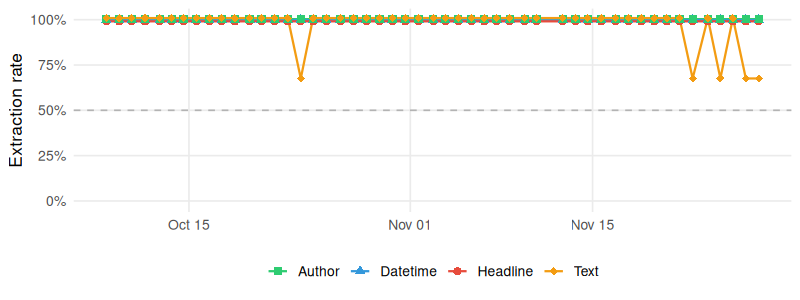 100%
75%
50%
25%
0%
Extraction rate
Oct 15 Nov 01 Nov 15
Author Datetime Headline Text